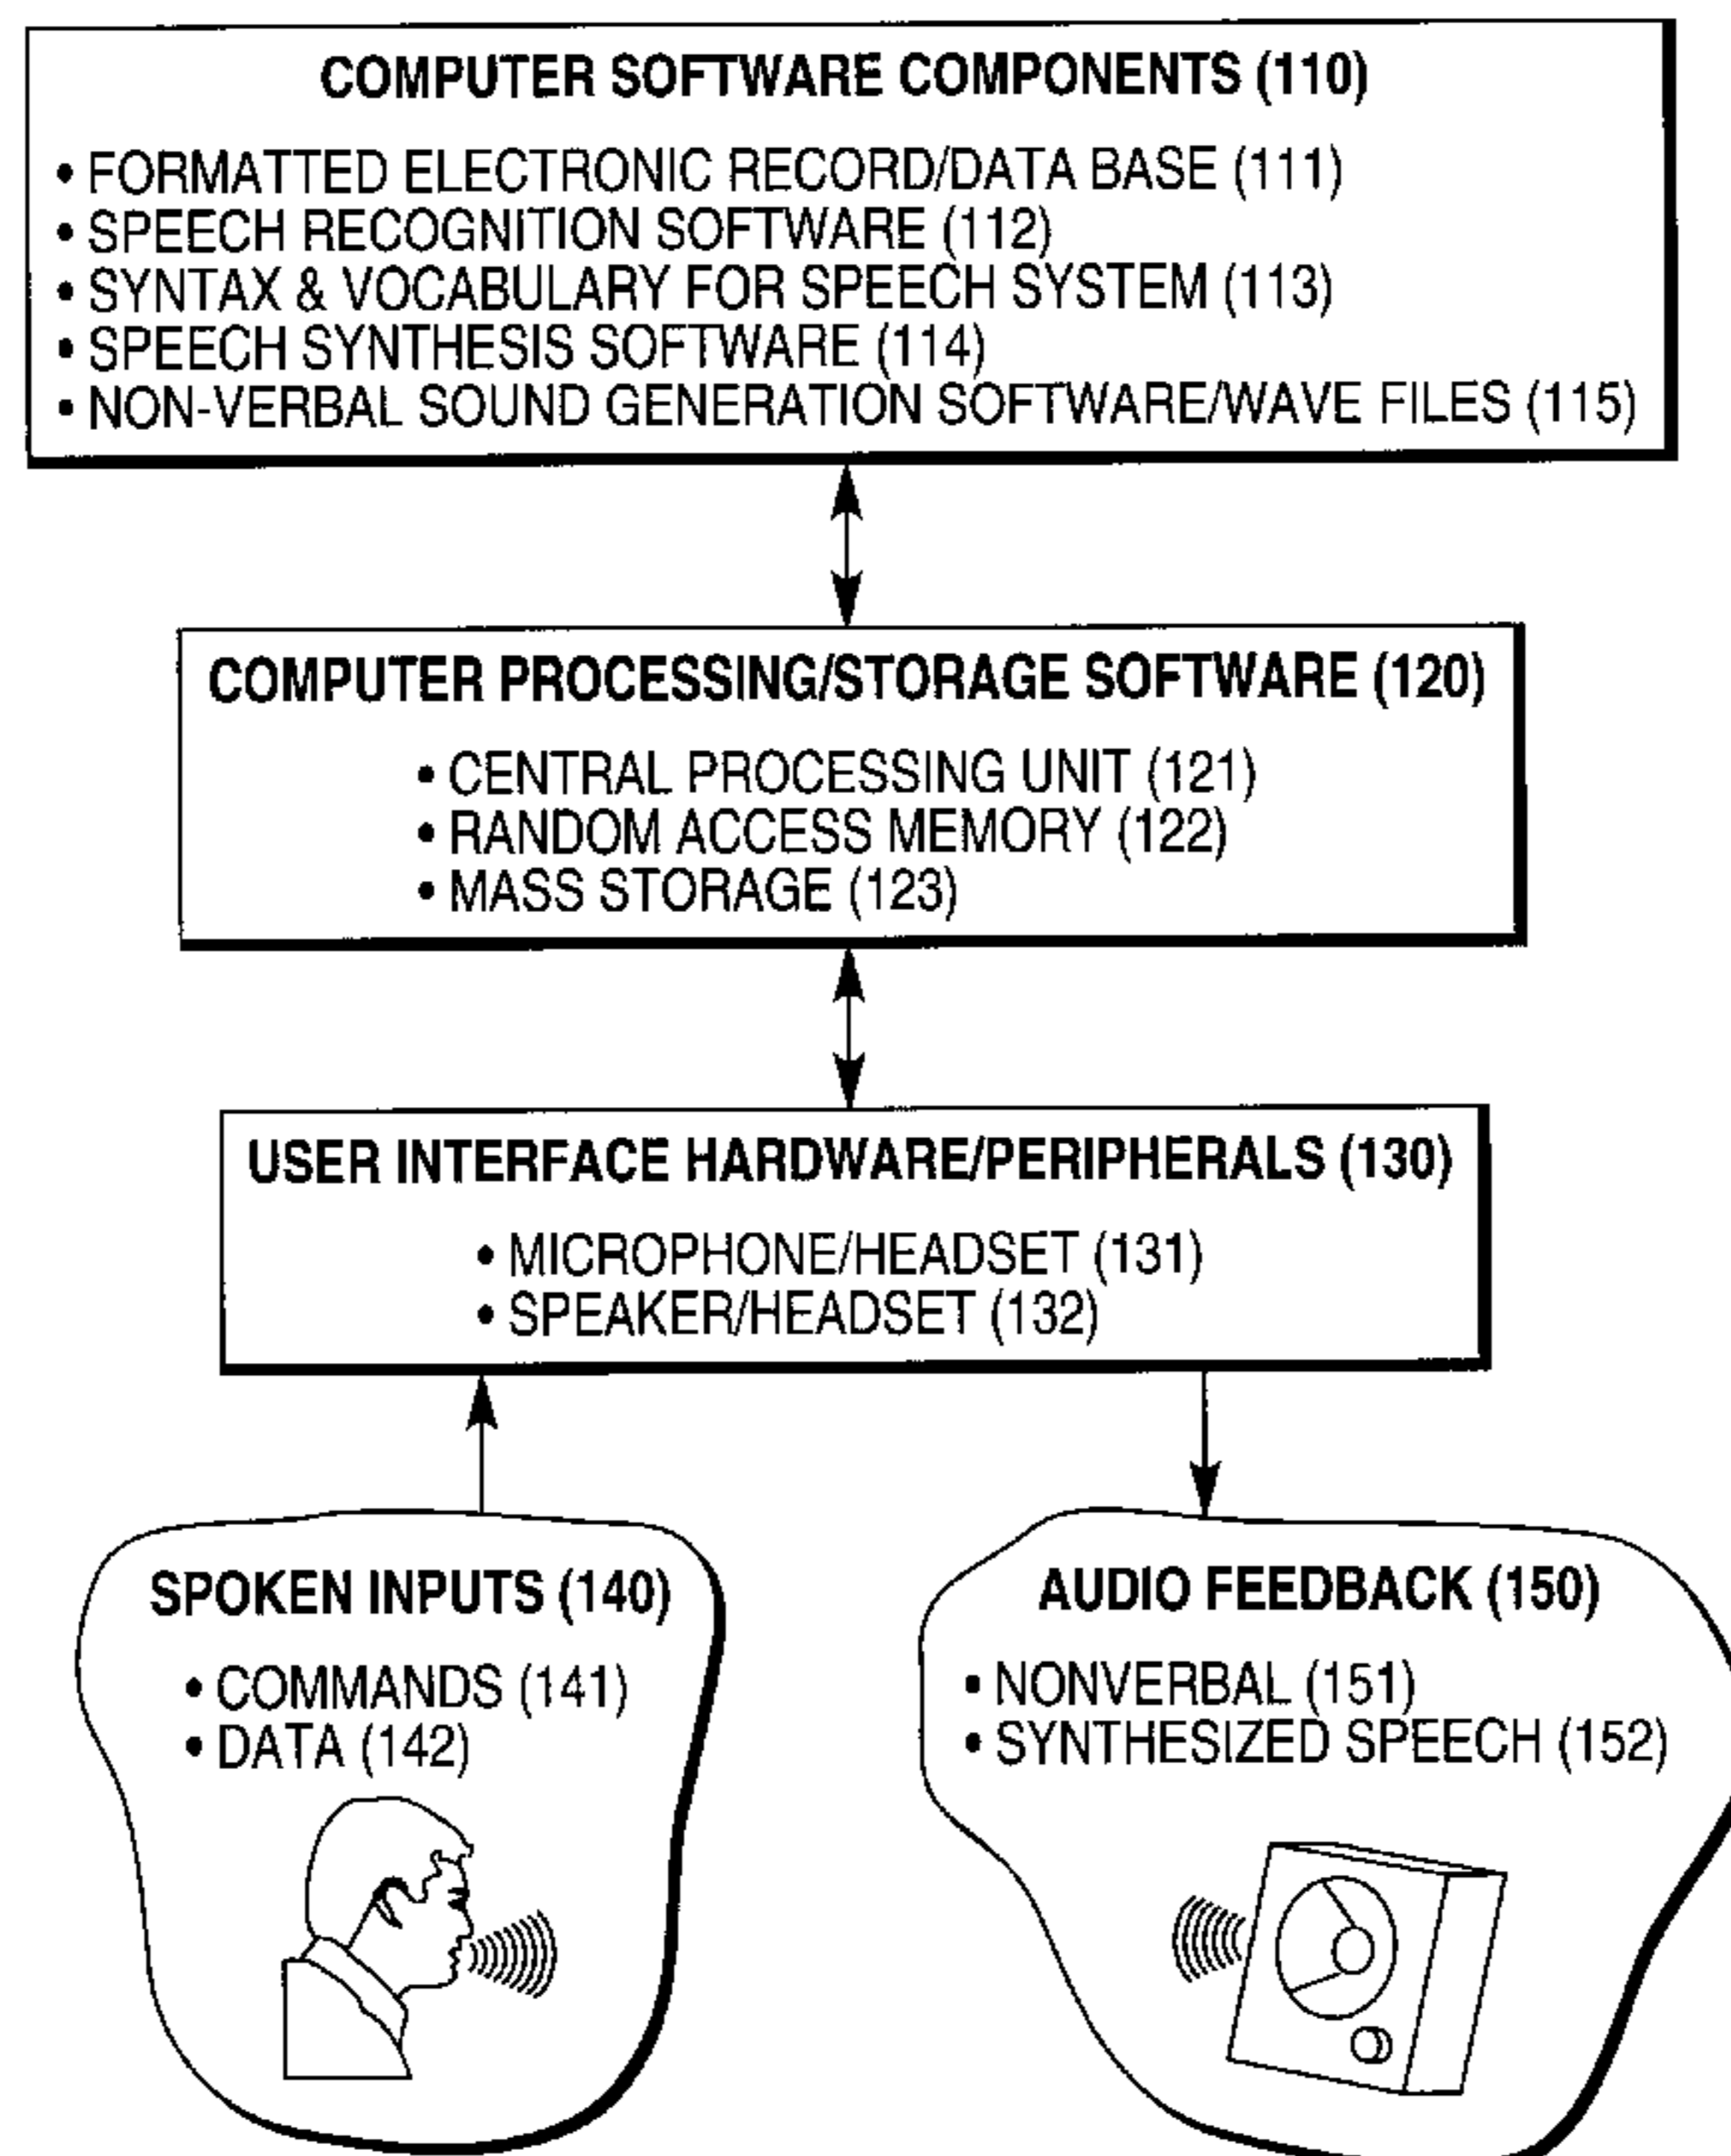 COMPUTER SOFTWARE COMPONENTS (110)
• FORMATTED ELECTRONIC RECORD/DATA BASE (111)
• SPEECH RECOGNITION SOFTWARE (112)
• SYNTAX & VOCABULARY FOR SPEECH SYSTEM (113)
• SPEECH SYNTHESIS SOFTWARE (114)
• NON-VERBAL SOUND GENERATION SOFTWARE/WAVE FILES (115)
COMPUTER PROCESSING/STORAGE SOFTWARE (120)
• CENTRAL PROCESSING UNIT (121)
• RANDOM ACCESS MEMORY (122)
• MASS STORAGE (123)
USER INTERFACE HARDWARE/PERIPHERALS (130)
• MICROPHONE/HEADSET (131)
• SPEAKER/HEADSET (132)
SPOKEN INPUTS (140)
• COMMANDS (141)
• DATA (142)
AUDIO FEEDBACK (150)
• NONVERBAL (151)
• SYNTHESIZED SPEECH (152)